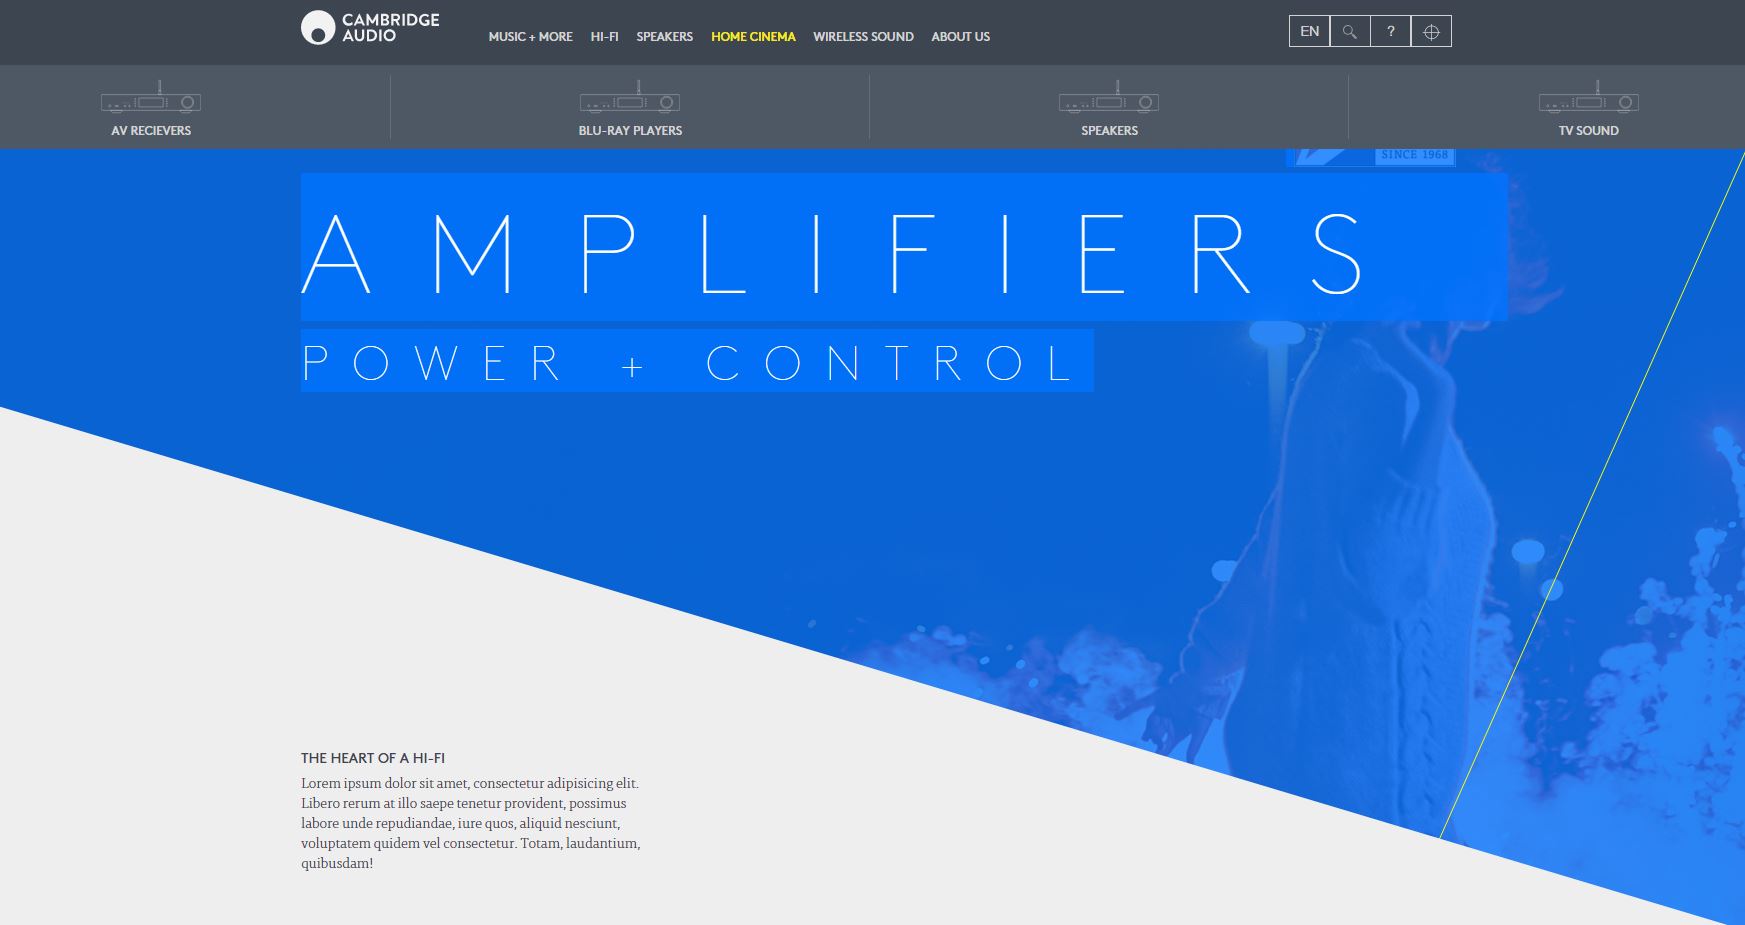 CAMBRIDGE
AUDIO
MUSIC + MORE HI-FI SPEAKERS HOME CINEMA WIRELESS SOUND ABOUT US
EN ?
AV RECIEVERS BLU-RAY PLAYERS SPEAKERS TV SOUND
SINCE 1968
AMPLIFIERS
POWER + CONTROL
THE HEART OF A HI-FI
Lorem ipsum dolor sit amet, consectetur adipisicing elit.
Libero rerum at illo saepe tenetur provident, possimus
labore unde repudiandae, iure quos, aliquid nesciunt,
voluptatem quidem vel consectetur. Totam, laudantium,
quibusdam!